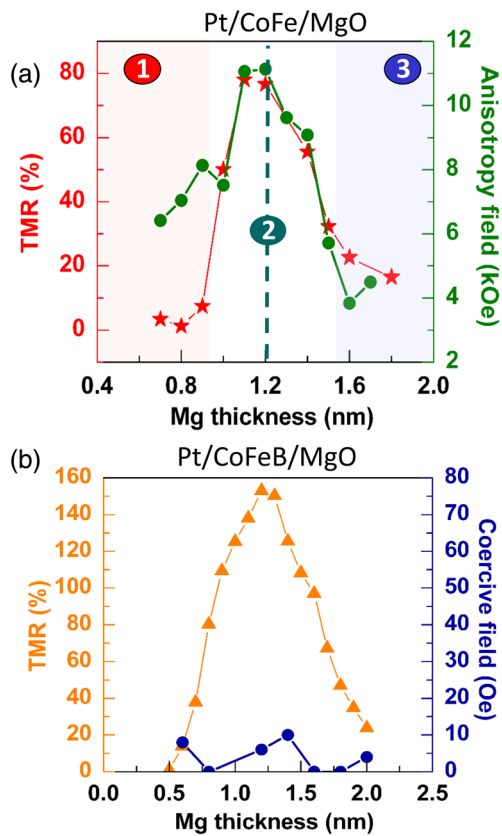 Pt/CoFe/MgO
(a)
1
3
2
TMR (%)
80
60
40
20
0
Anisotropy field (kOe)
12
10
8
6
4
2
0.4 0.8 1.2 1.6 2.0
Mg thickness (nm)
(b)
Pt/CoFeB/MgO
TMR (%)
160
140
120
100
80
60
40
20
0
Coercive field (Oe)
80
70
60
50
40
30
20
10
0
0.0 0.5 1.0 1.5 2.0 2.5
Mg thickness (nm)